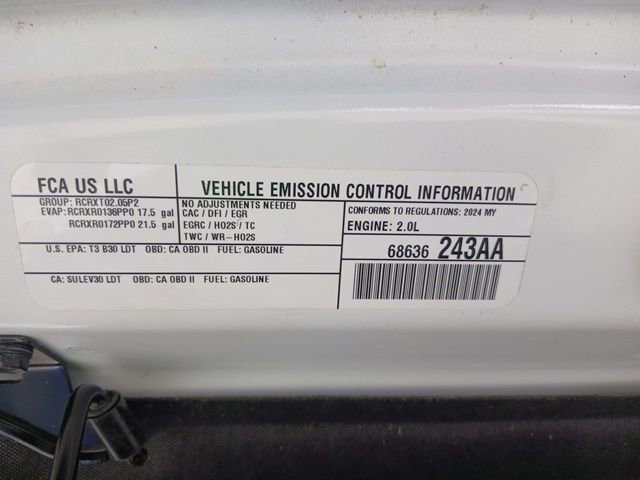 FCA US LLC
VEHICLE EMISSION CONTROL INFORMATION
C
GROUP: RCRXT02.05P2
EVAP: RCRXR0136PP0 17.5 gal
RCRXR0172PP0 21.5 gal
NO ADJUSTMENTS NEEDED
CAC / DFI / EGR
EGRC / HO2S / TC
TWC / WR-HO2S
CONFORMS TO REGULATIONS: 2024 MY
ENGINE: 2.0L
U.S. EPA: T3 B30 LDT OBD: CA OBD II FUEL: GASOLINE
68636 243AA
CA: SULEV30 LDT OBD: CA OBD II FUEL: GASOLINE